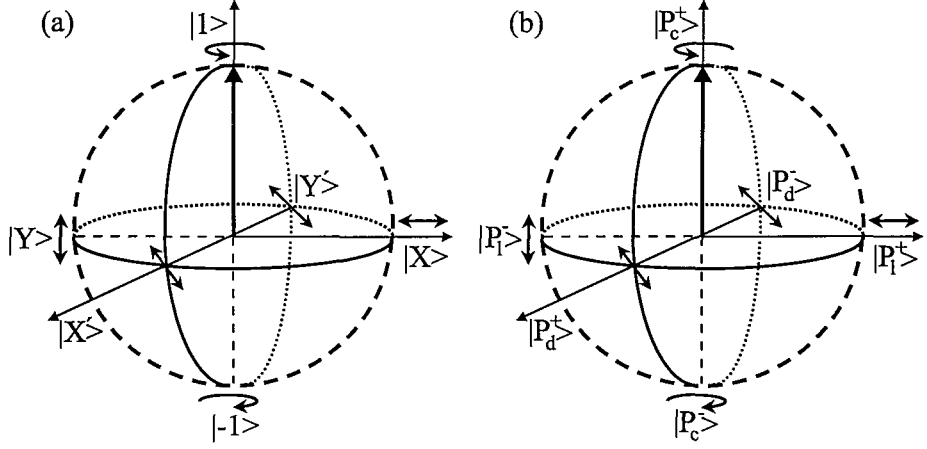 (a)
|1>
|Y'>
|Y>
|X>
|X'>
|-1>
(b)
|P_c^+>
|P_d^->
|P_l^->
|P_l^+>
|P_d^+>
|P_c^->